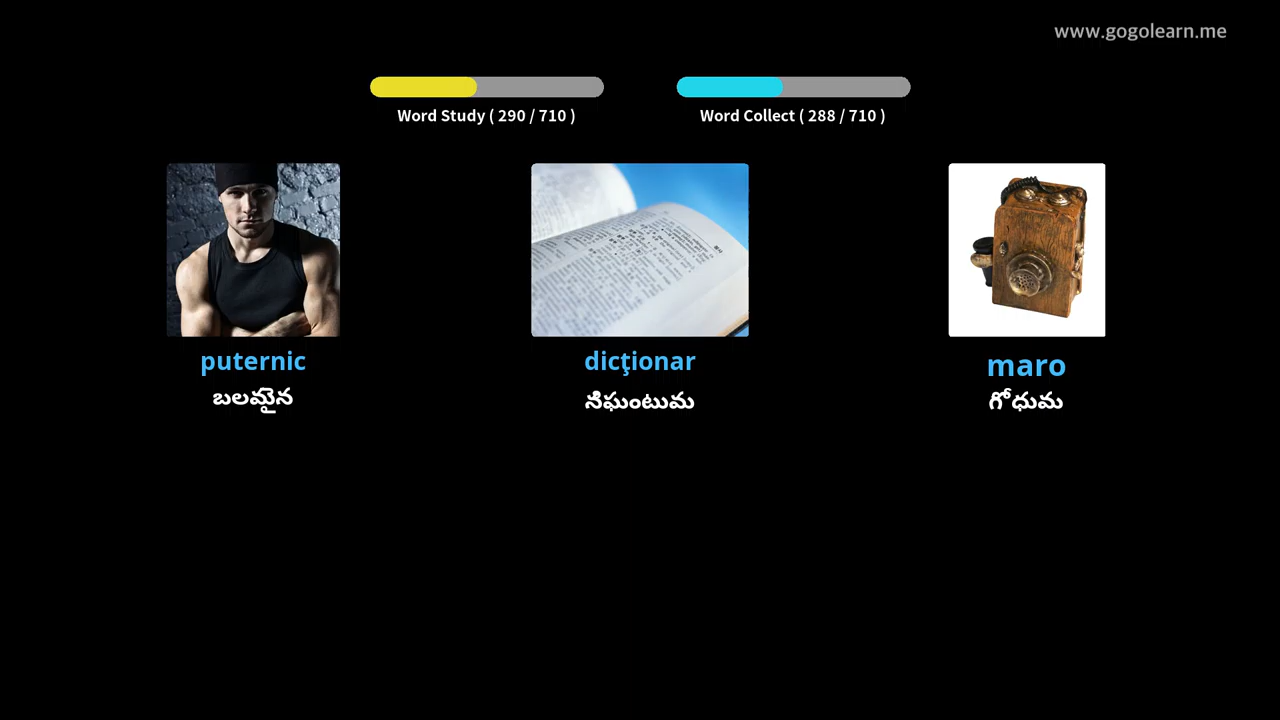 www.gogolearn.me
Word Study ( 290 / 710 )
Word Collect ( 288 / 710 )
puternic
బలమైన
dicţionar
నిఘంటువు
maro
గోధుమ